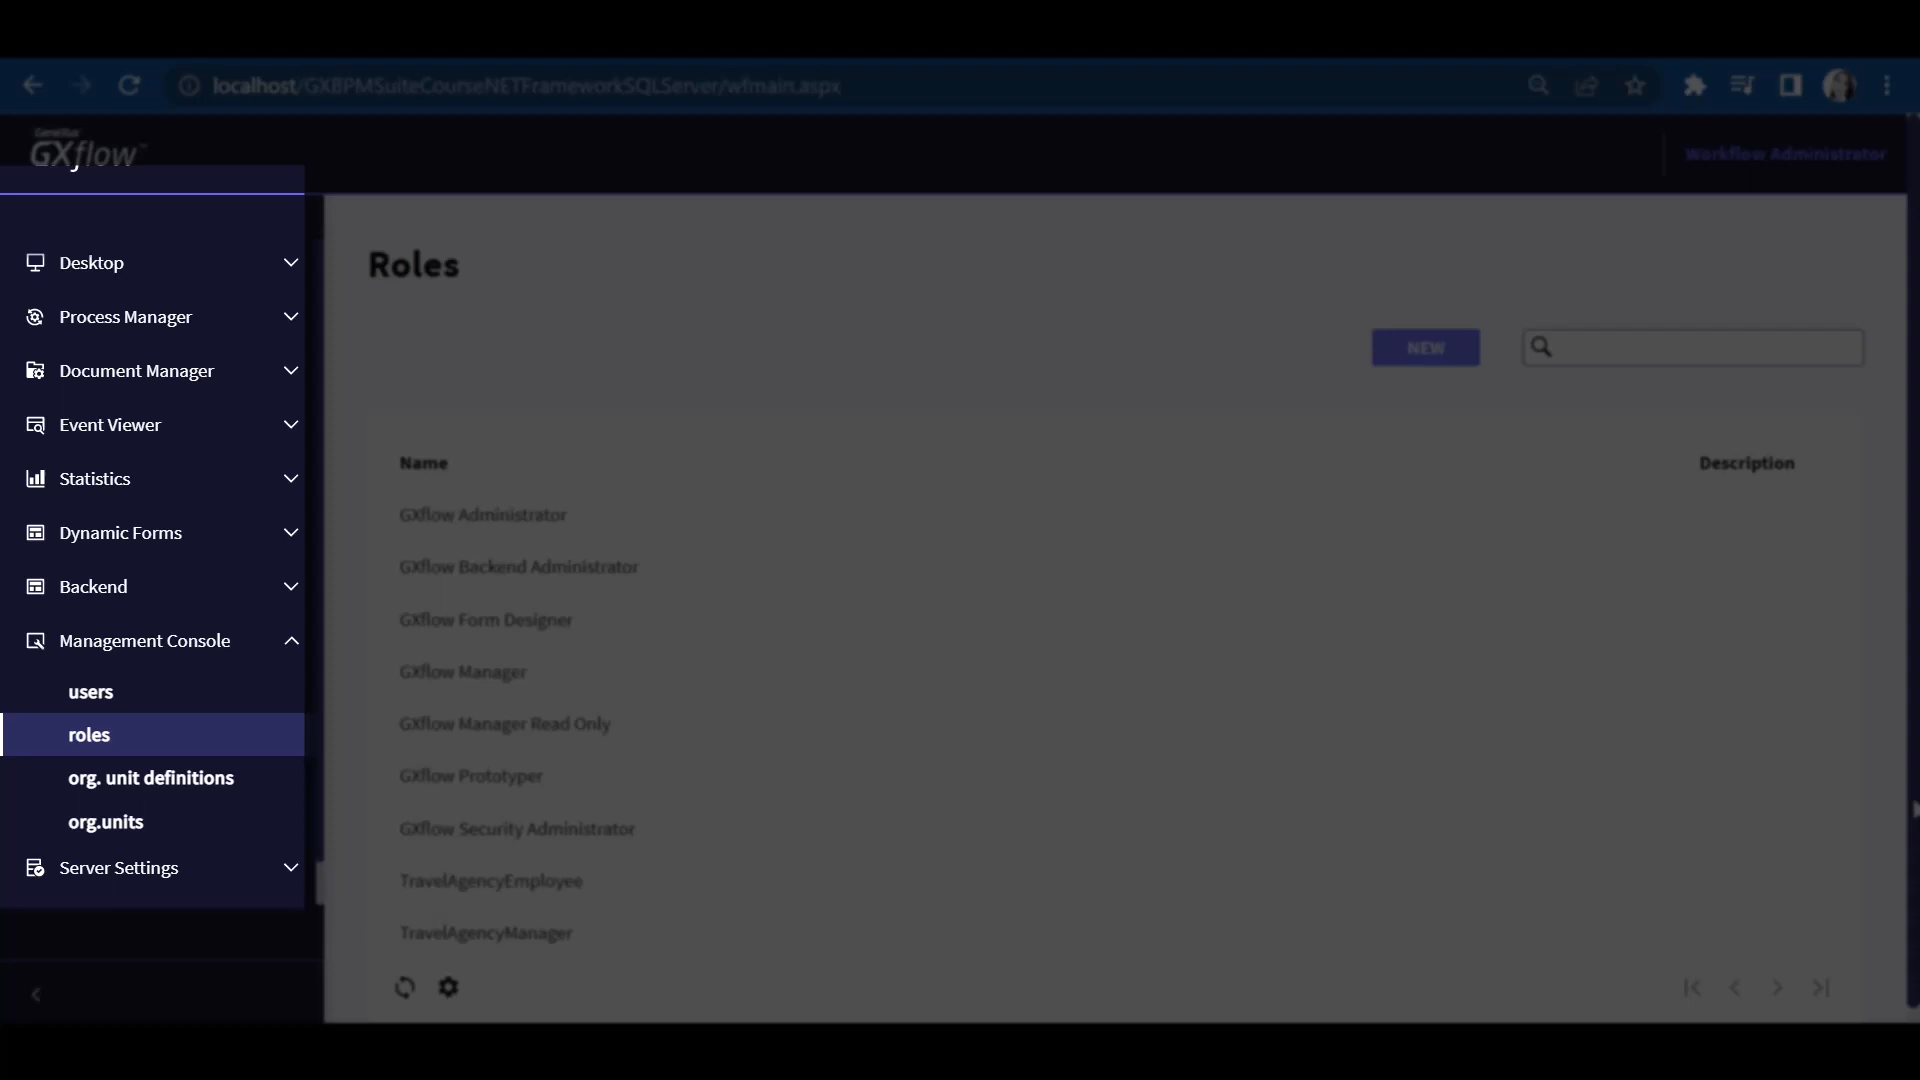 localhost/GXBPMSuiteCourseNETFrameworkSQLServer/wfmain.aspx
GeneXus
GXflow™
Workflow Administrator
Desktop
Process Manager
Document Manager
Event Viewer
Statistics
Dynamic Forms
Backend
Management Console
users
roles
org. unit definitions
org.units
Server Settings
Roles
NEW
Name Description
GXflow Administrator
GXflow Backend Administrator
GXflow Form Designer
GXflow Manager
GXflow Manager Read Only
GXflow Prototyper
GXflow Security Administrator
TravelAgencyEmployee
TravelAgencyManager